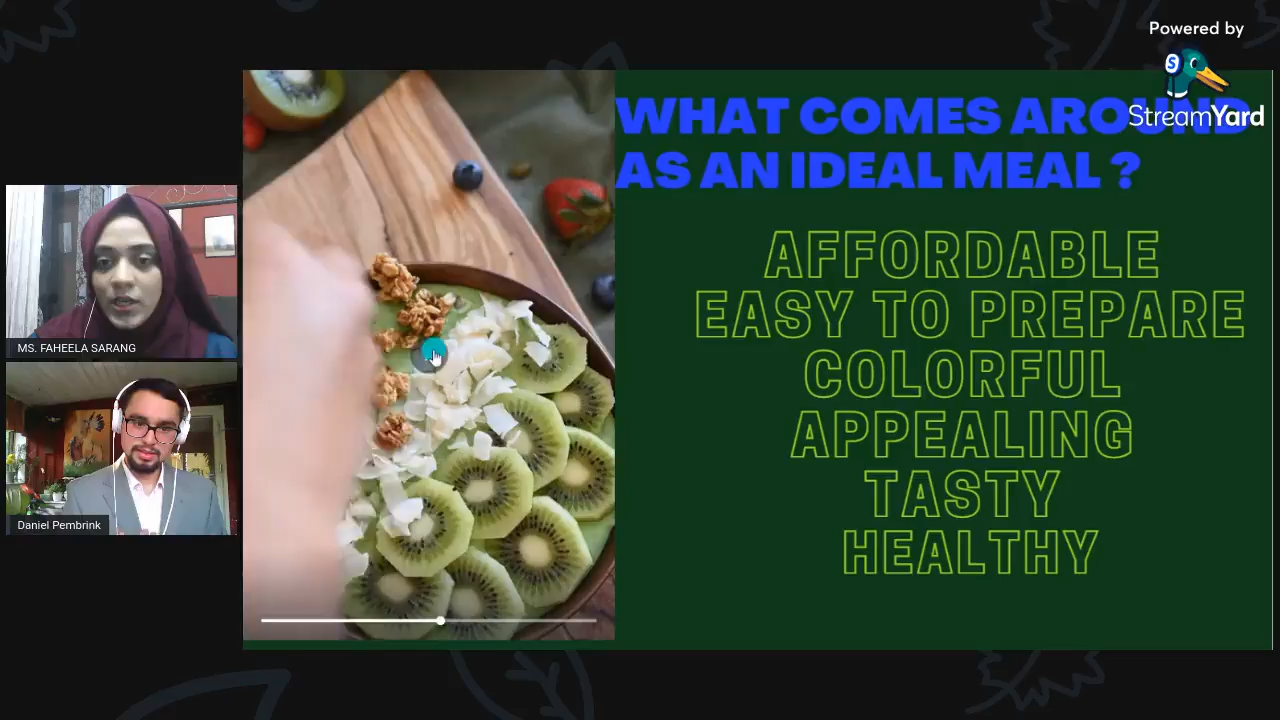 Powered by
StreamYard
WHAT COMES AROUND
AS AN IDEAL MEAL ?
AFFORDABLE
EASY TO PREPARE
COLORFUL
APPEALING
TASTY
HEALTHY
MS. FAHEELA SARANG
Daniel Pembrink